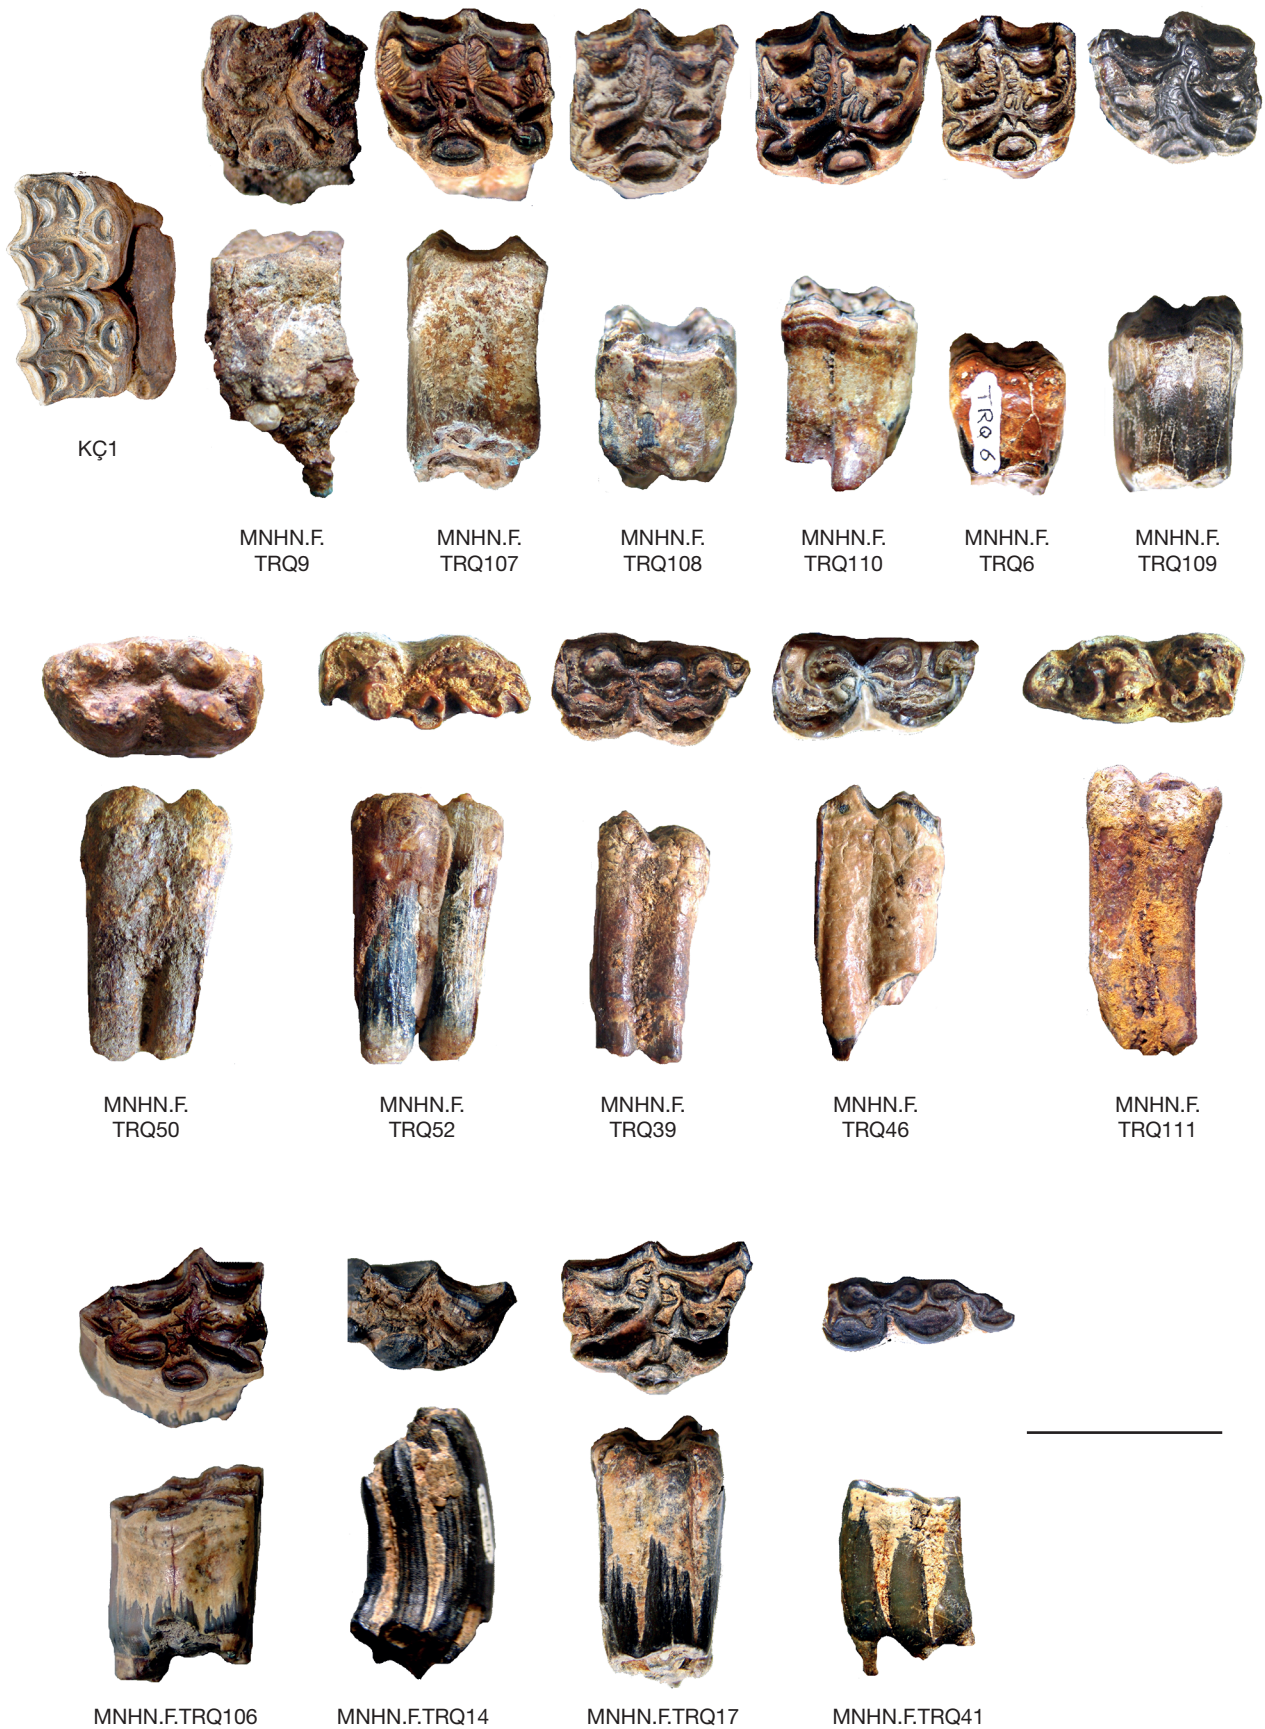 TRQ 6
KÇ1
MNHN.F.
TRQ9
MNHN.F.
TRQ107
MNHN.F.
TRQ108
MNHN.F.
TRQ110
MNHN.F.
TRQ6
MNHN.F.
TRQ109
MNHN.F.
TRQ50
MNHN.F.
TRQ52
MNHN.F.
TRQ39
MNHN.F.
TRQ46
MNHN.F.
TRQ111
MNHN.F.TRQ106
MNHN.F.TRQ14
MNHN.F.TRQ17
MNHN.F.TRQ41